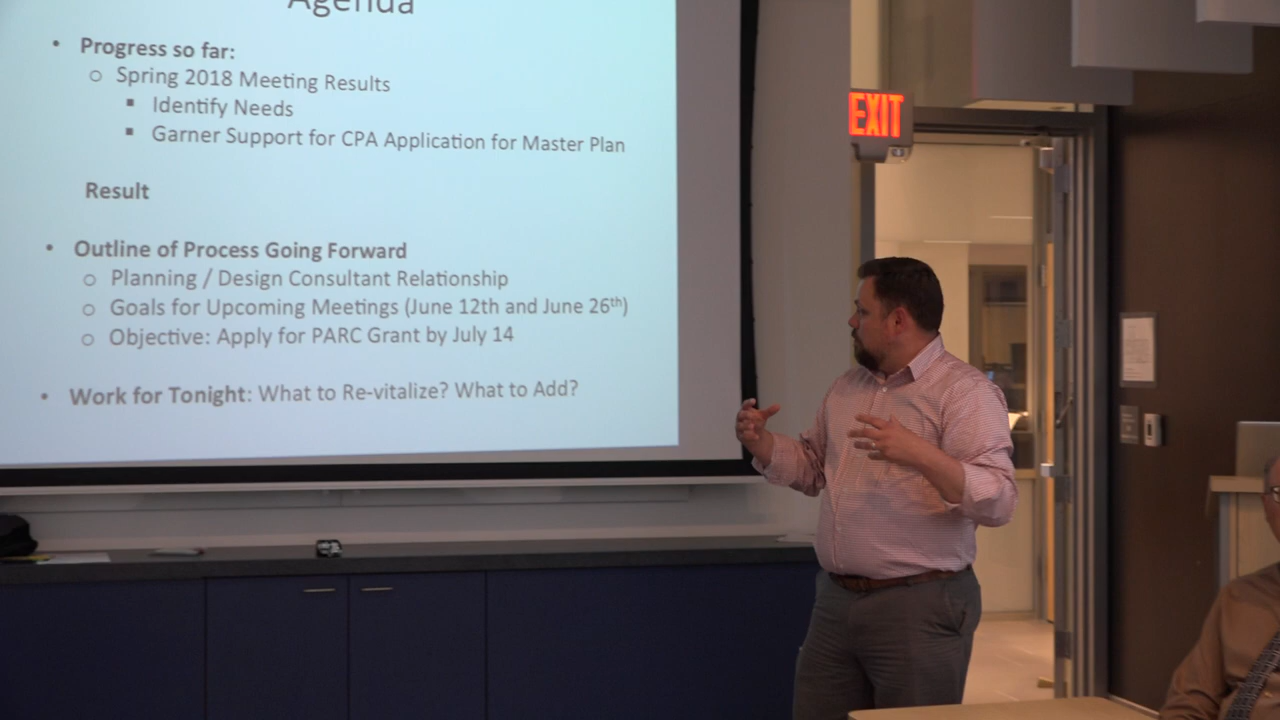 Agenda
• Progress so far:
o Spring 2018 Meeting Results
▪ Identify Needs
▪ Garner Support for CPA Application for Master Plan
Result
• Outline of Process Going Forward
o Planning / Design Consultant Relationship
o Goals for Upcoming Meetings (June 12th and June 26th)
o Objective: Apply for PARC Grant by July 14
• Work for Tonight: What to Re-vitalize? What to Add?
EXIT